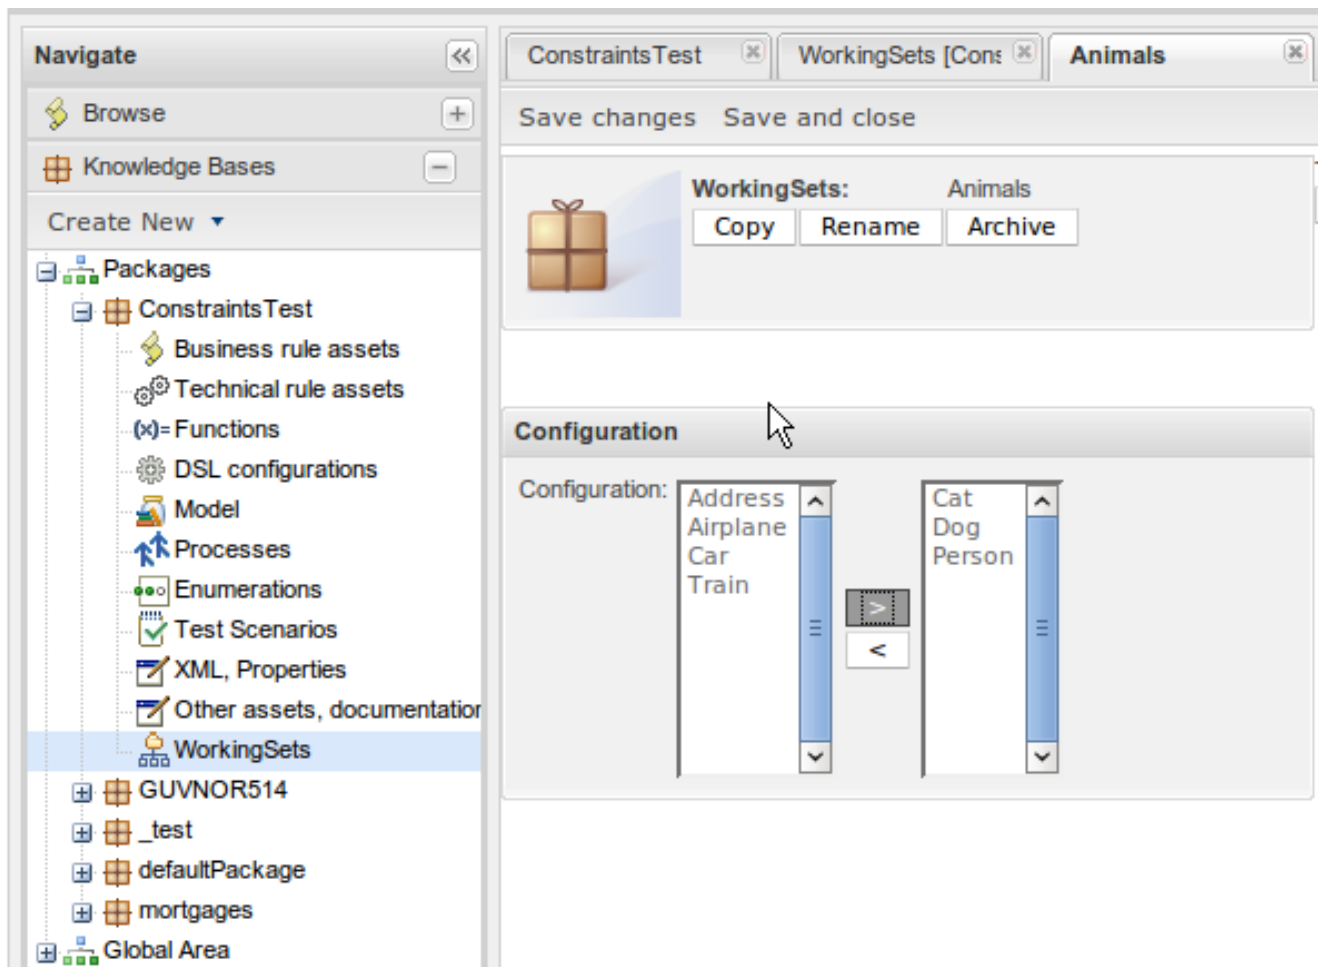 Navigate
Browse
Knowledge Bases
Create New
Packages
ConstraintsTest
Business rule assets
Technical rule assets
(x)= Functions
DSL configurations
Model
Processes
Enumerations
Test Scenarios
XML, Properties
Other assets, documentation
WorkingSets
GUVNOR514
_test
defaultPackage
mortgages
Global Area
ConstraintsTest WorkingSets [Cons Animals
Save changes Save and close
WorkingSets: Animals
Copy Rename Archive
Configuration
Configuration:
Address
Airplane
Car
Train
>
<
Cat
Dog
Person